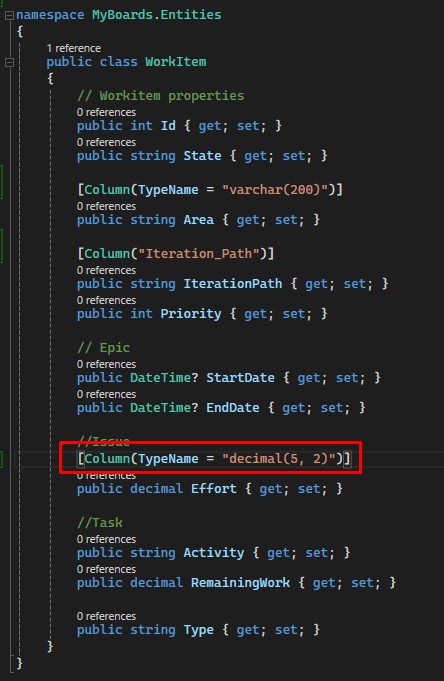 namespace MyBoards.Entities
{
1 reference
public class WorkItem
{
// Workitem properties
0 references
public int Id { get; set; }
0 references
public string State { get; set; }
[Column(TypeName = "varchar(200)")]
0 references
public string Area { get; set; }
[Column("Iteration_Path")]
0 references
public string IterationPath { get; set; }
0 references
public int Priority { get; set; }
// Epic
0 references
public DateTime? StartDate { get; set; }
0 references
public DateTime? EndDate { get; set; }
//Issue
[Column(TypeName = "decimal(5, 2)")]
0 references
public decimal Effort { get; set; }
//Task
0 references
public string Activity { get; set; }
0 references
public decimal RemainingWork { get; set; }
0 references
public string Type { get; set; }
}
}